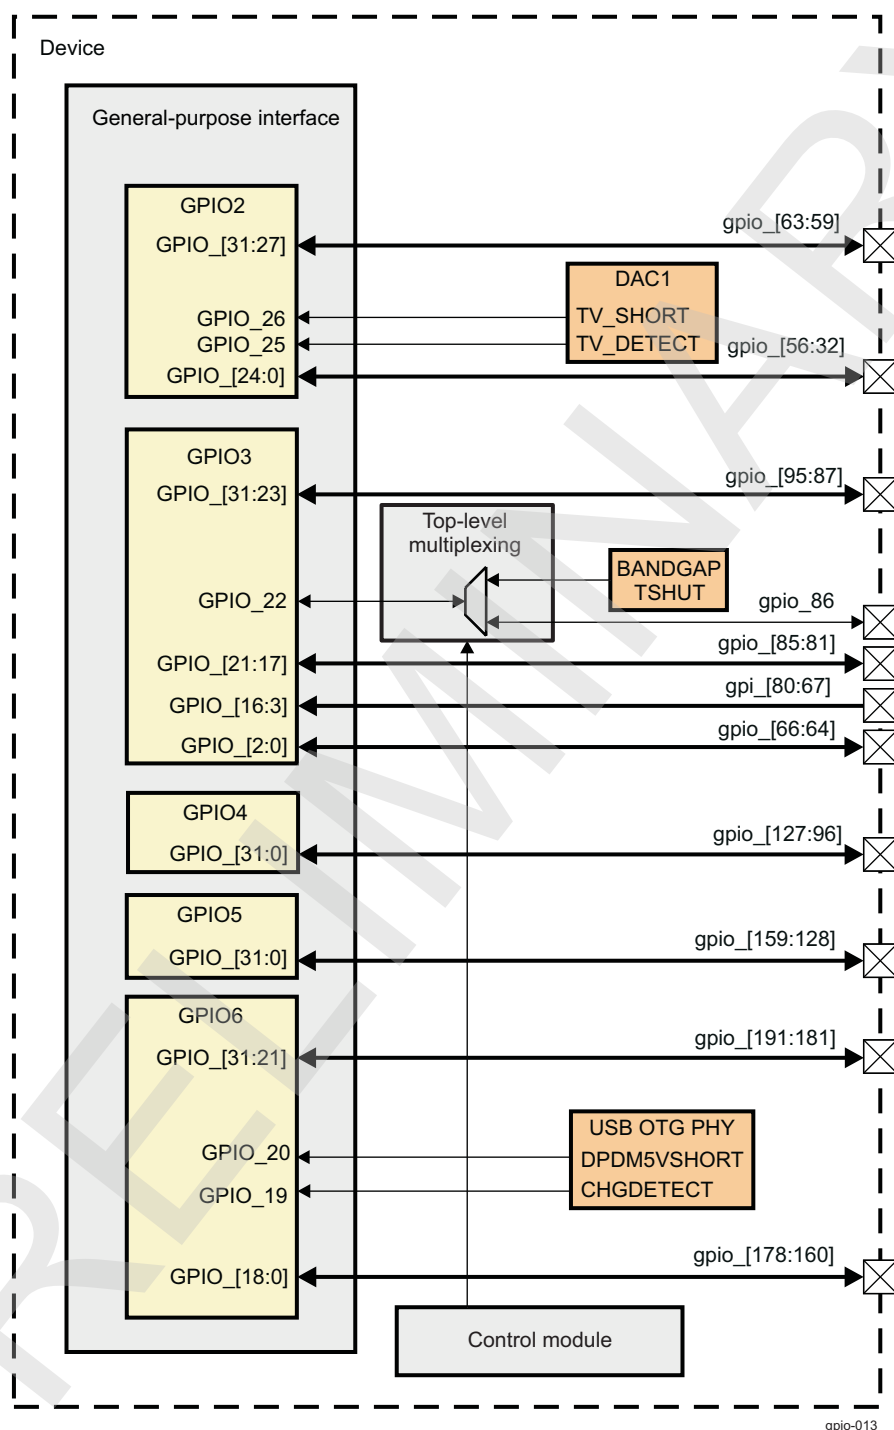 Device
General-purpose interface
GPIO2
GPIO_[31:27]
gpio_[63:59]
DAC1
GPIO_26
TV_SHORT
GPIO_25
TV_DETECT
GPIO_[24:0]
gpio_[56:32]
GPIO3
GPIO_[31:23]
gpio_[95:87]
Top-level
multiplexing
BANDGAP
TSHUT
GPIO_22
gpio_86
GPIO_[21:17]
gpio_[85:81]
GPIO_[16:3]
gpi_[80:67]
GPIO_[2:0]
gpio_[66:64]
GPIO4
GPIO_[31:0]
gpio_[127:96]
GPIO5
GPIO_[31:0]
gpio_[159:128]
GPIO6
GPIO_[31:21]
gpio_[191:181]
USB OTG PHY
GPIO_20
DPDM5VSHORT
GPIO_19
CHGDETECT
GPIO_[18:0]
gpio_[178:160]
Control module
gpio-013
RELIMINARY